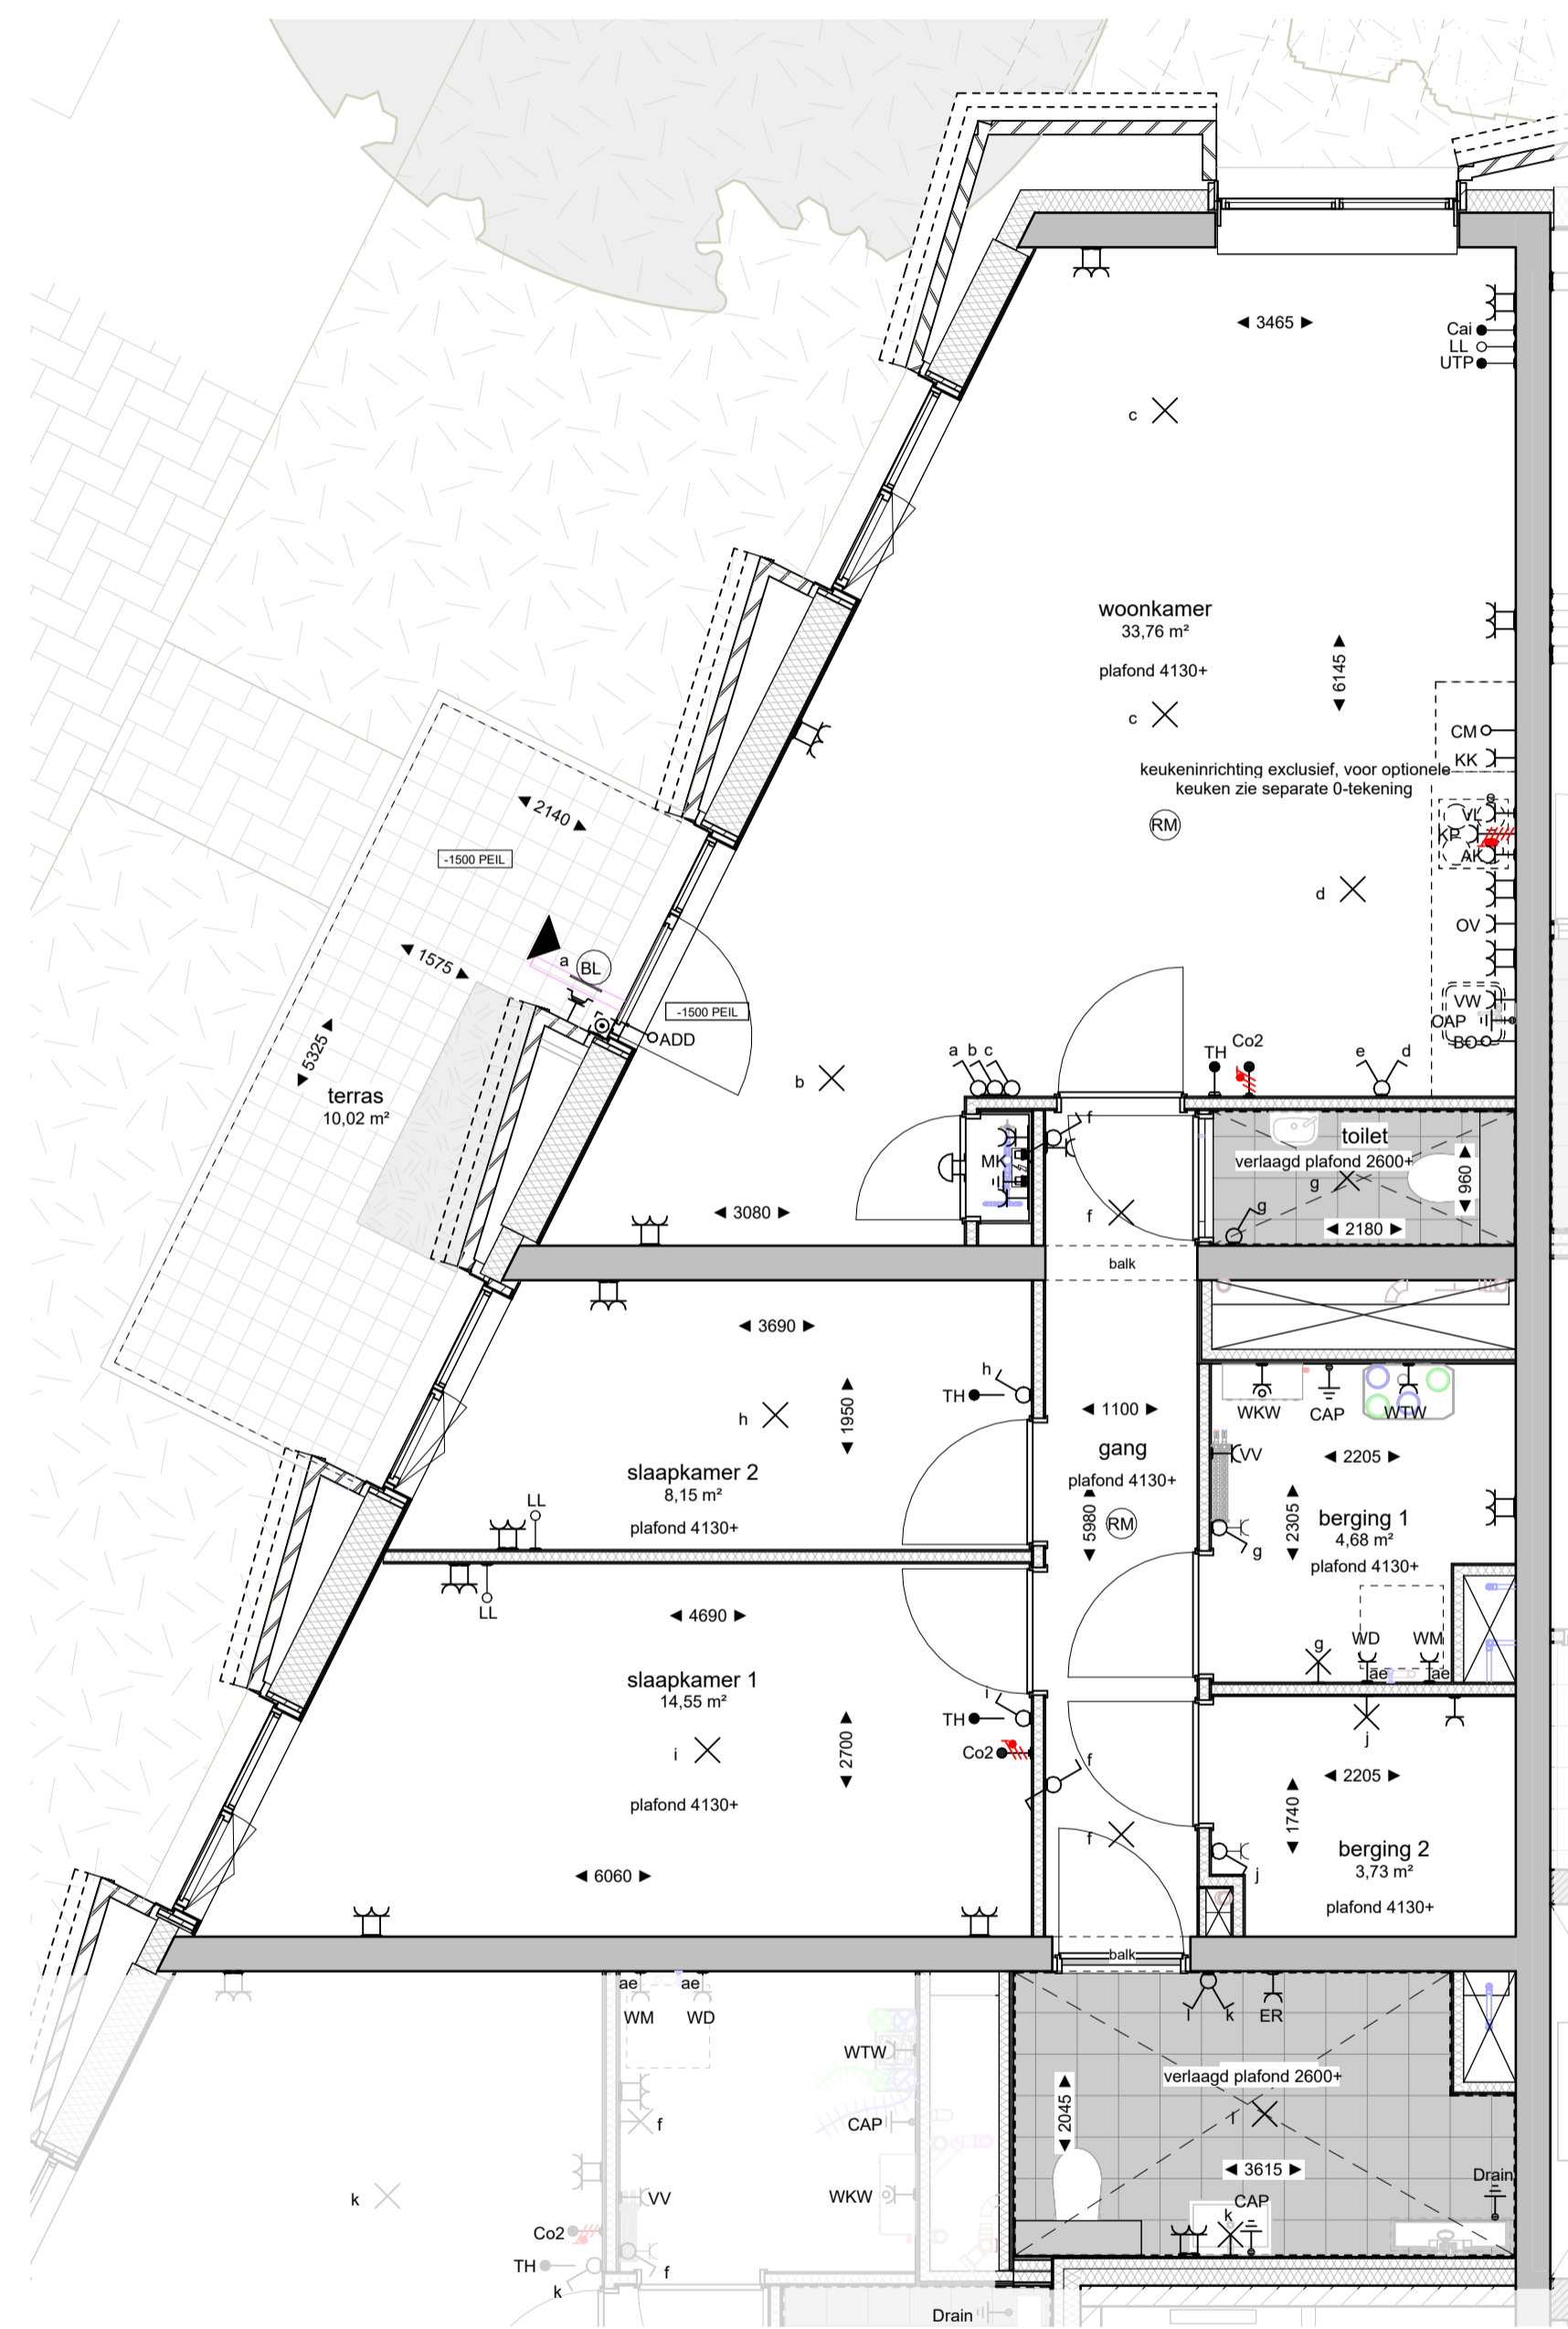 3465
Cai
LL
UTP
c
woonkamer
33,76 m²
plafond 4130+
6145
c
CM
KK
keukeninrichting exclusief, voor optionele
keuken zie separate 0-tekening
e
VL
RM
KP
AK
2140
-1500 PEIL
d
OV
1575
a
BL
-1500 PEIL
VW
CAP
ADD
B
5325
terras
10,02 m²
b
a b c
TH
Co2
e
d
f
toilet
verlaagd plafond 2600+
MK
g
960
g
f
3080
2180
balk
3690
h
TH
1950
h
1100
gang
plafond 4130+
WKW
CAP
WTW
VV
2205
slaapkamer 2
8,15 m²
plafond 4130+
LL
5980
RM
2305
berging 1
4,68 m²
plafond 4130+
g
LL
4690
g
WD
WM
ae
ae
slaapkamer 1
14,55 m²
i
TH
j
2700
i
Co2
f
2205
plafond 4130+
1740
f
berging 2
3,73 m²
j
6060
plafond 4130+
balk
ae
ae
WM
WD
l
k
ER
WTW
verlaagd plafond 2600+
2045
f
CAP
l
3615
Drain
k
VV
WKW
CAP
k
Co2
TH
f
k
Drain